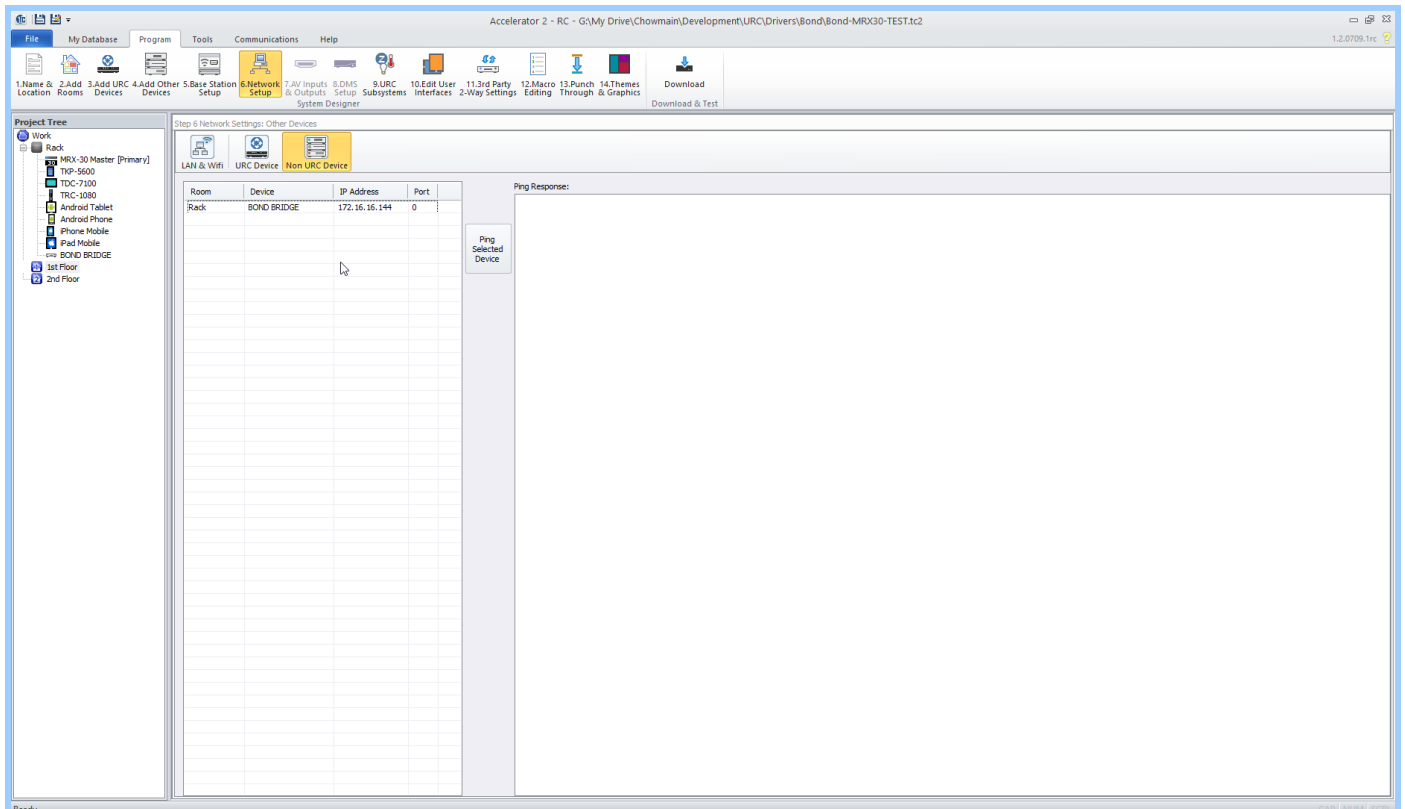 Accelerator 2 - RC - G:\My Drive\Chowmain\Development\URC\Drivers\Bond\Bond-MRX30-TEST.tc2
File My Database Program Tools Communications Help 1.2.0709.1rc
1.Name & Location 2.Add Rooms 3.Add URC Devices 4.Add Other Devices 5.Base Station Setup 6.Network Setup 7.AV Inputs & Outputs 8.DMS Setup 9.URC Subsystems 10.Edit User Interfaces 11.3rd Party 2-Way Settings 12.Macro Editing 13.Punch Through 14.Themes & Graphics Download
System Designer Download & Test
Project Tree
Work
Rack
MRX-30 Master [Primary]
TKP-5600
TDC-7100
TRC-1080
Android Tablet
Android Phone
iPhone Mobile
iPad Mobile
BOND BRIDGE
1st Floor
2nd Floor
Step 6 Network Settings: Other Devices
LAN & Wifi URC Device Non URC Device
Room Device IP Address Port
Rack BOND BRIDGE 172.16.16.144 0
Ping Selected Device
Ping Response:
Ready